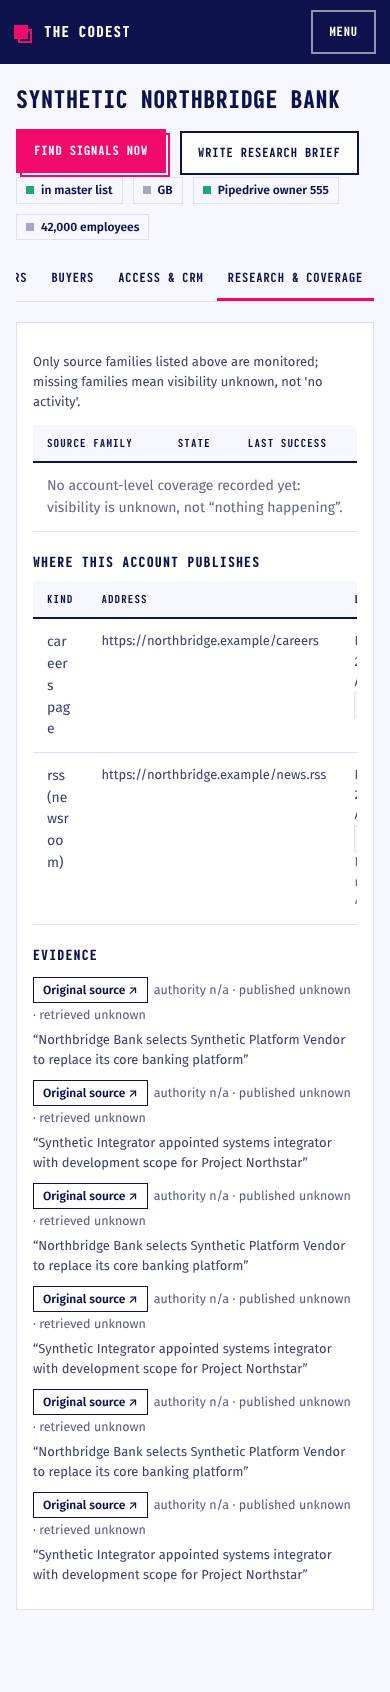 THE CODEST
MENU
SYNTHETIC NORTHBRIDGE BANK
FIND SIGNALS NOW
WRITE RESEARCH BRIEF
in master list
GB
Pipedrive owner 555
42,000 employees
BUYERS
ACCESS & CRM
RESEARCH & COVERAGE
Only source families listed above are monitored;
missing families mean visibility unknown, not 'no
activity'.
SOURCE FAMILY STATE LAST SUCCESS
No account-level coverage recorded yet:
visibility is unknown, not “nothing happening”.
WHERE THIS ACCOUNT PUBLISHES
KIND ADDRESS
car
eer
s
pag
e
https://northbridge.example/careers
rss
(ne
wsr
oo
m)
https://northbridge.example/news.rss
EVIDENCE
Original source ↗ authority n/a · published unknown
· retrieved unknown
“Northbridge Bank selects Synthetic Platform Vendor
to replace its core banking platform”
Original source ↗ authority n/a · published unknown
· retrieved unknown
“Synthetic Integrator appointed systems integrator
with development scope for Project Northstar”
Original source ↗ authority n/a · published unknown
· retrieved unknown
“Northbridge Bank selects Synthetic Platform Vendor
to replace its core banking platform”
Original source ↗ authority n/a · published unknown
· retrieved unknown
“Synthetic Integrator appointed systems integrator
with development scope for Project Northstar”
Original source ↗ authority n/a · published unknown
· retrieved unknown
“Northbridge Bank selects Synthetic Platform Vendor
to replace its core banking platform”
Original source ↗ authority n/a · published unknown
· retrieved unknown
“Synthetic Integrator appointed systems integrator
with development scope for Project Northstar”